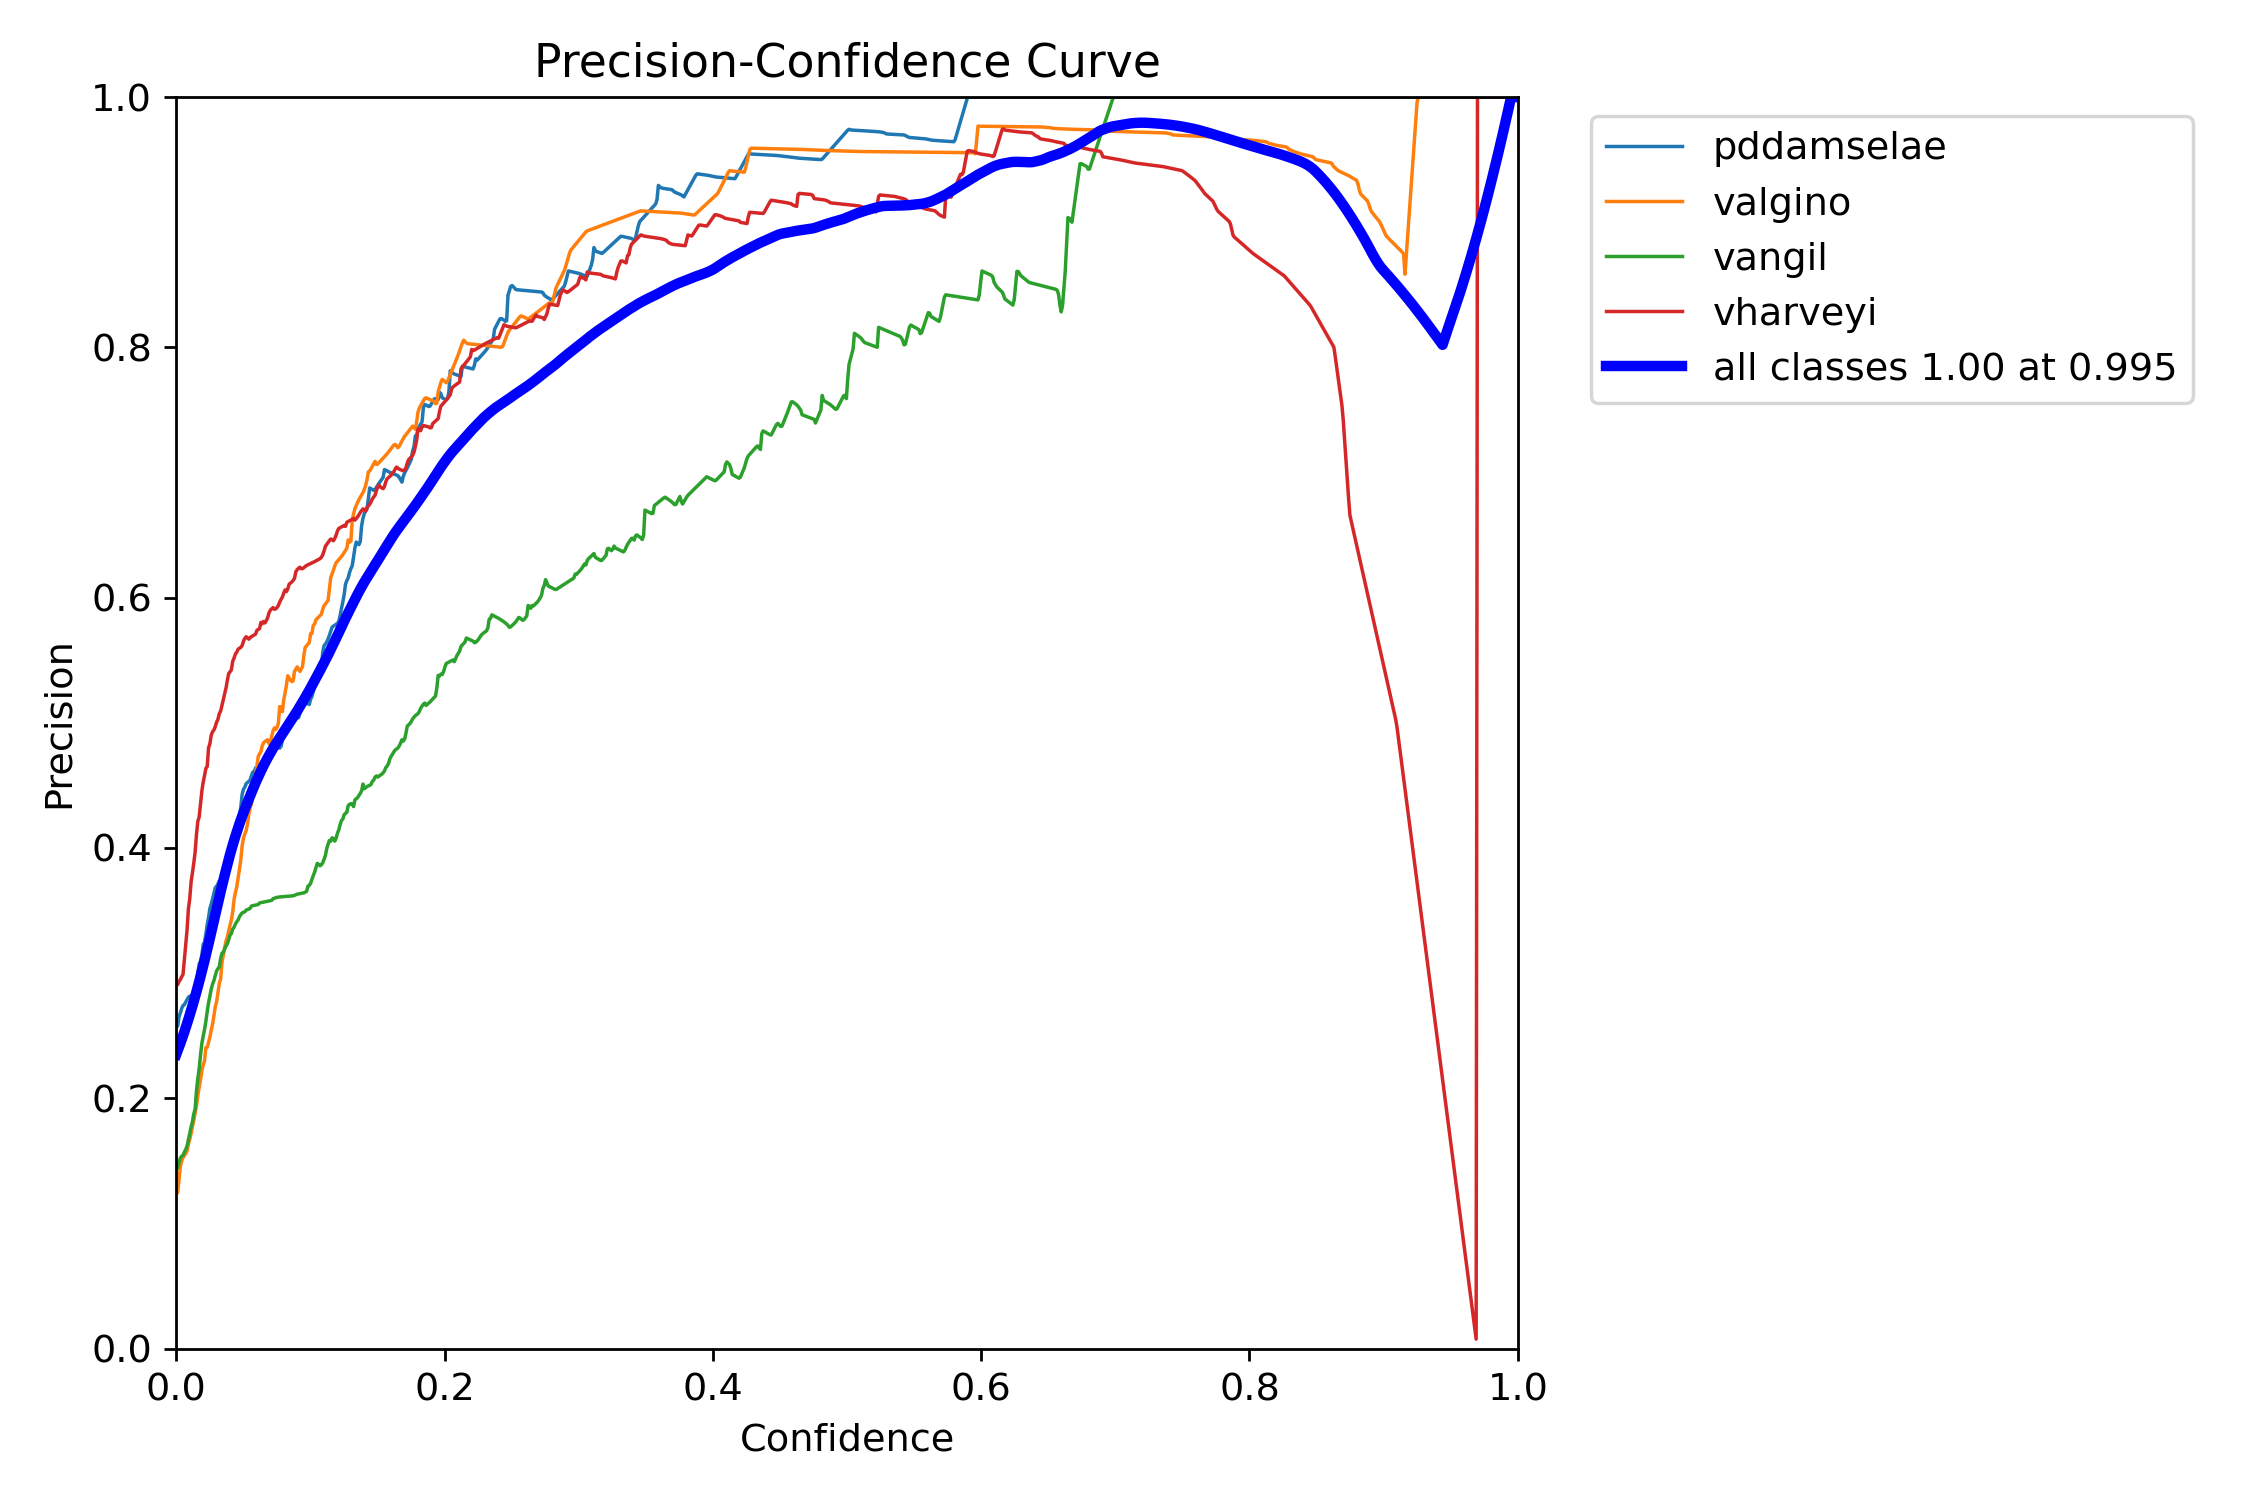 Precision-Confidence Curve
1.0
0.8
0.6
0.4
0.2
0.0
Precision
0.0 0.2 0.4 0.6 0.8 1.0
Confidence
pddamselae
valgino
vangil
vharveyi
all classes 1.00 at 0.995